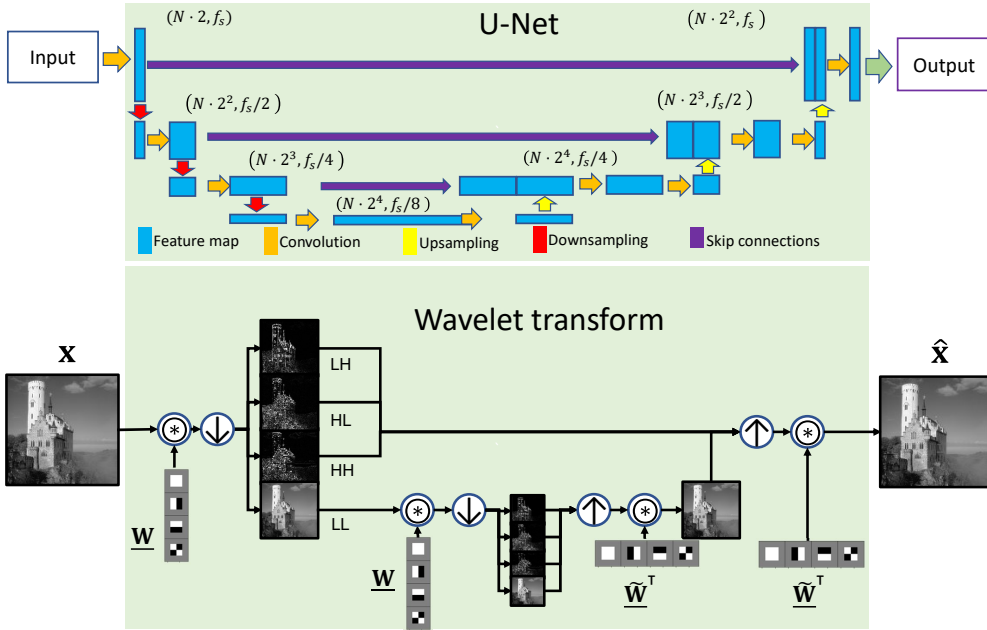 U-Net
(N · 2, f_s)
(N · 2², f_s)
Input
Output
(N · 2², f_s/2)
(N · 2³, f_s/2)
(N · 2³, f_s/4)
(N · 2⁴, f_s/4)
(N · 2⁴, f_s/8)
Feature map
Convolution
Upsampling
Downsampling
Skip connections
Wavelet transform
x
x̂
LH
HL
HH
LL
W
W
W̃ᵀ
W̃ᵀ